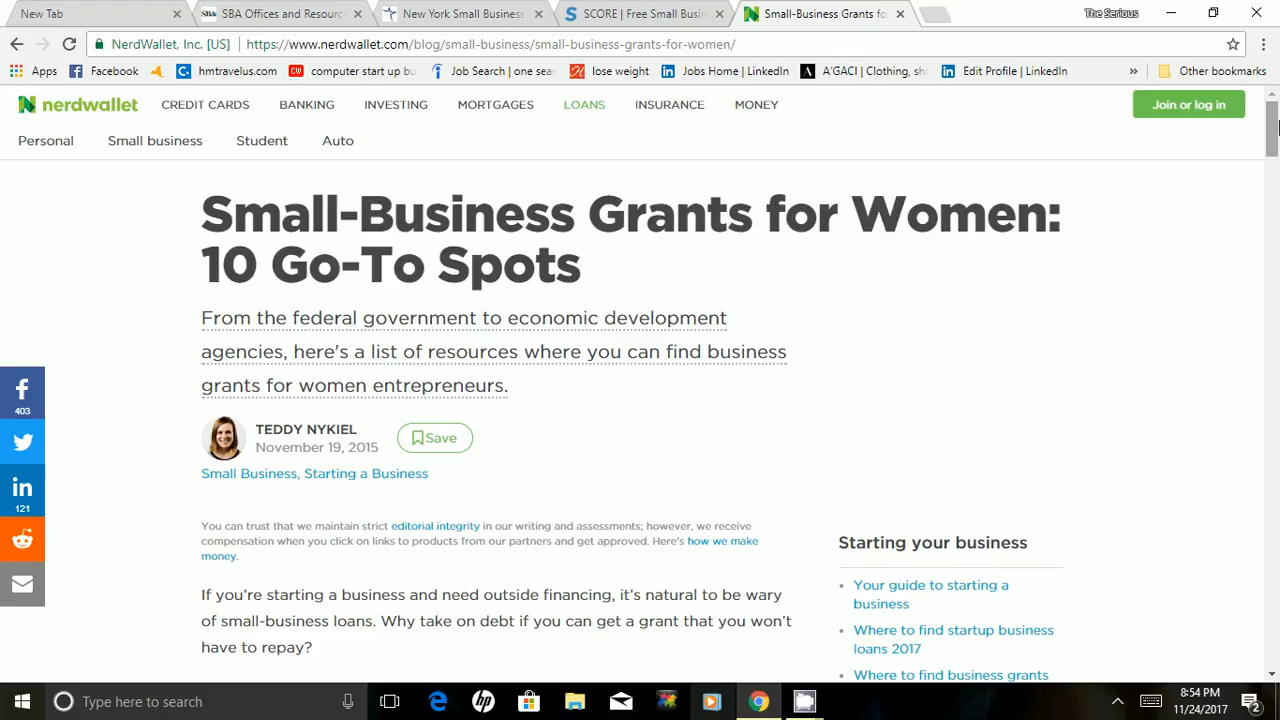 New Tab
SBA Offices and Resourc
New York Small Business
SCORE | Free Small Busin
Small-Business Grants fo
The Serious
NerdWallet, Inc. [US]
https://www.nerdwallet.com/blog/small-business/small-business-grants-for-women/
Apps
Facebook
hmtravelus.com
computer start up bu
Job Search | one sear
lose weight
Jobs Home | LinkedIn
A'GACI | Clothing, sh
Edit Profile | LinkedIn
»
Other bookmarks
nerdwallet
CREDIT CARDS
BANKING
INVESTING
MORTGAGES
LOANS
INSURANCE
MONEY
Join or log in
Personal
Small business
Student
Auto
Small-Business Grants for Women:
10 Go-To Spots
From the federal government to economic development
agencies, here's a list of resources where you can find business
grants for women entrepreneurs.
TEDDY NYKIEL
November 19, 2015
Save
Small Business, Starting a Business
403
in
121
You can trust that we maintain strict editorial integrity in our writing and assessments; however, we receive
compensation when you click on links to products from our partners and get approved. Here's how we make
money.
If you're starting a business and need outside financing, it's natural to be wary
of small-business loans. Why take on debt if you can get a grant that you won't
have to repay?
Starting your business
• Your guide to starting a
business
• Where to find startup business
loans 2017
• Where to find business grants
Type here to search
hp
8:54 PM
11/24/2017
2